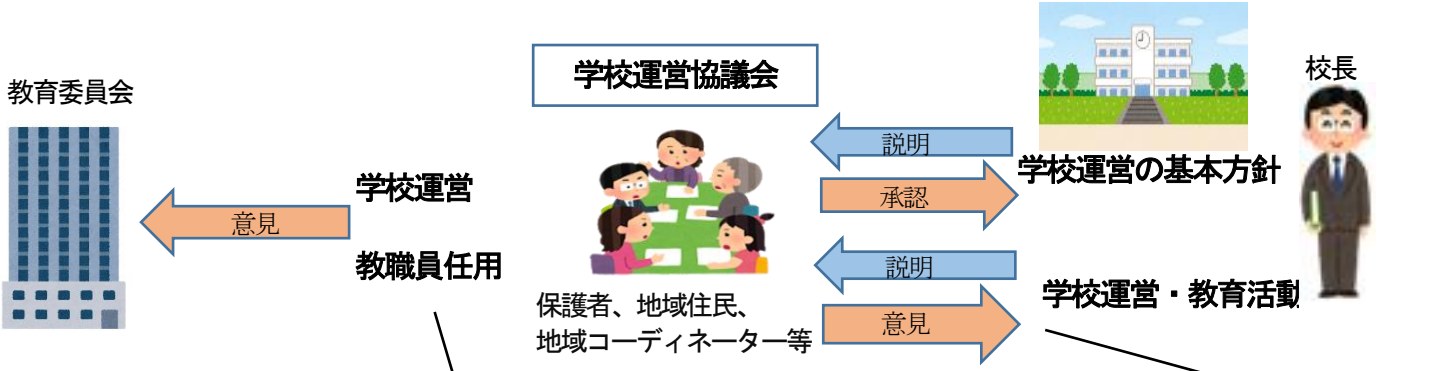 教育委員会
意見
学校運営
教職員任用
学校運営協議会
保護者、地域住民、
地域コーディネーター等
説明
承認
学校運営の基本方針
説明
意見
学校運営・教育活動
校長